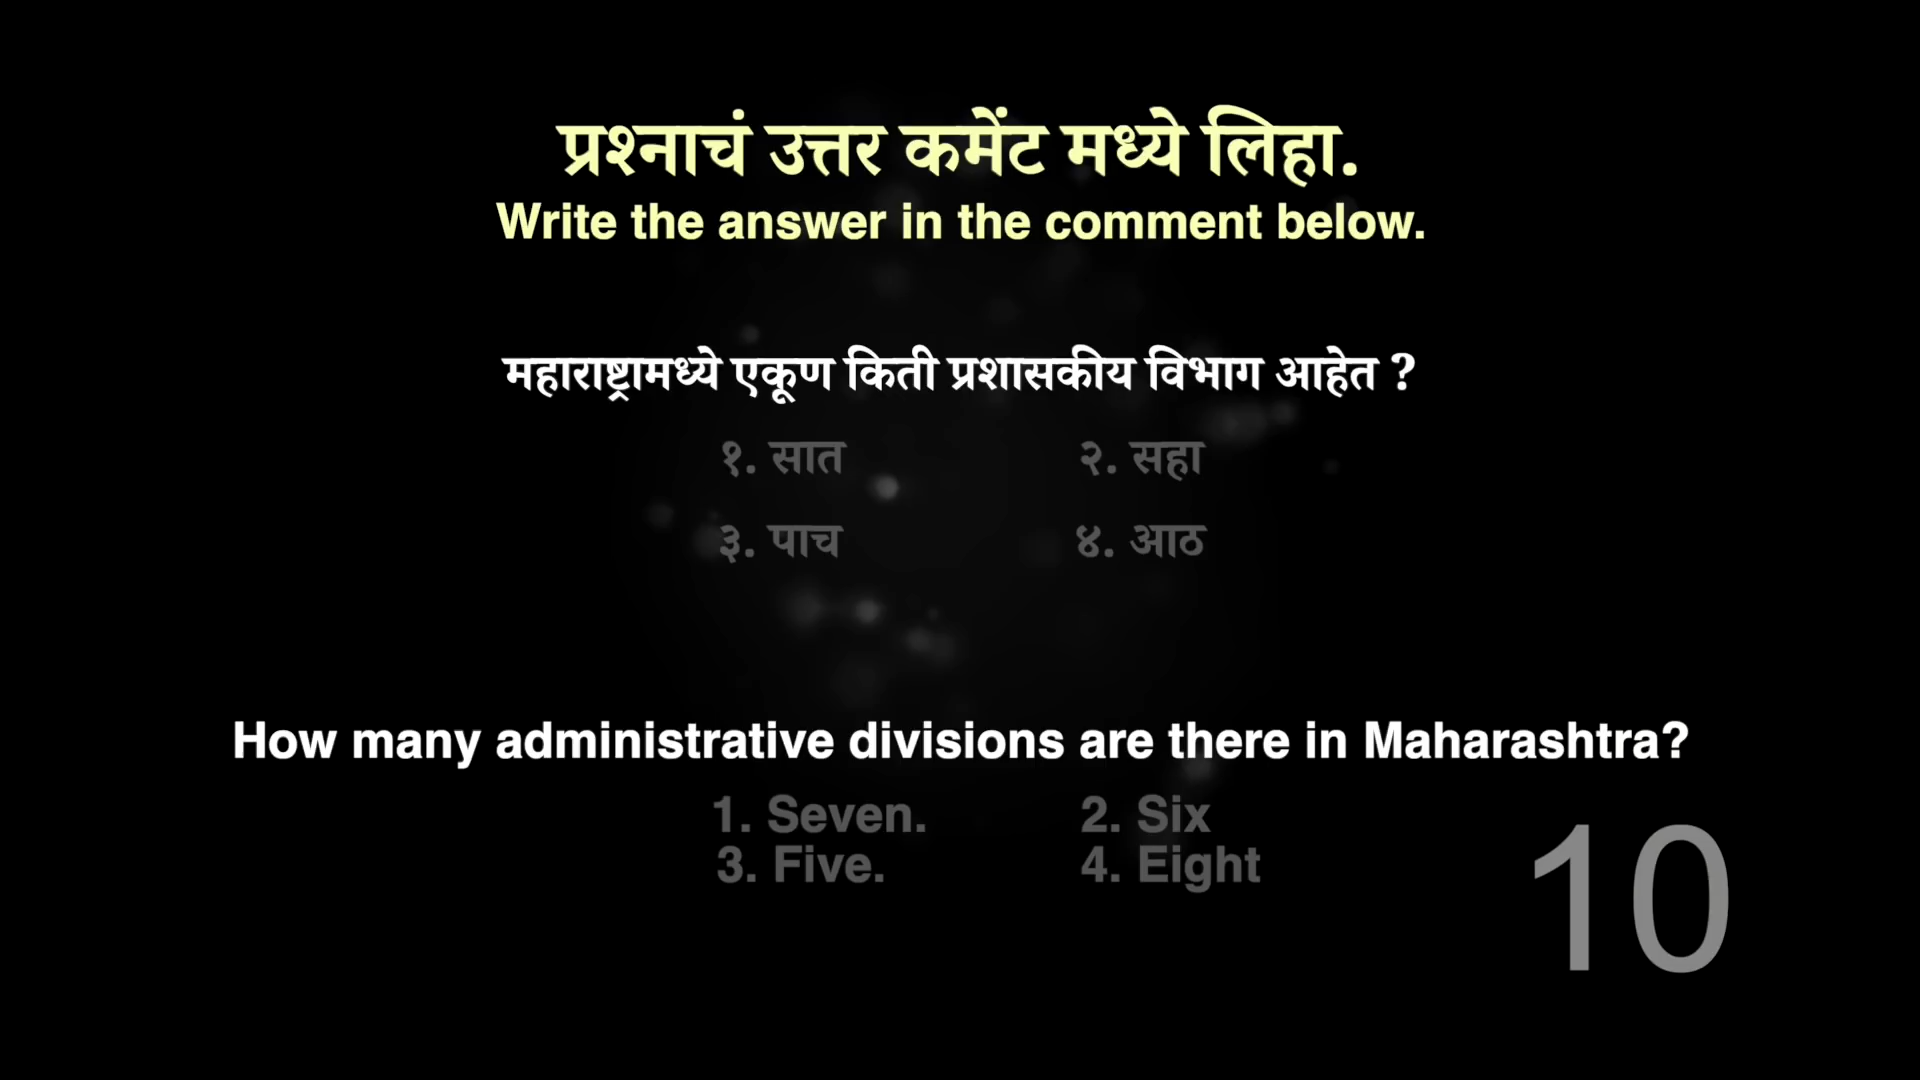 प्रश्नाचं उत्तर कमेंट मध्ये लिहा.
Write the answer in the comment below.
महाराष्ट्रामध्ये एकूण किती प्रशासकीय विभाग आहेत ?
१. सात २. सहा
३. पाच ४. आठ
How many administrative divisions are there in Maharashtra?
1. Seven. 2. Six
3. Five. 4. Eight
10